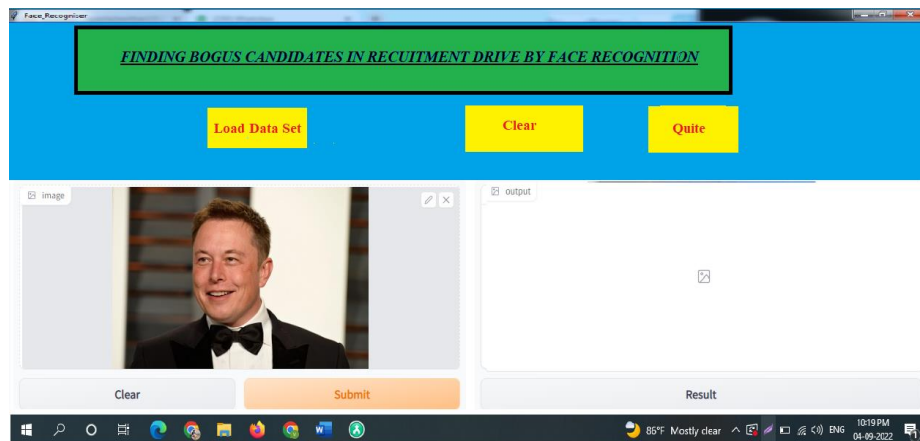 Face_Recogniser
FINDING BOGUS CANDIDATES IN RECUITMENT DRIVE BY FACE RECOGNITION
Load Data Set
Clear
Quite
image
output
Clear
Submit
Result
86°F Mostly clear
ENG
10:19 PM
04-09-2022